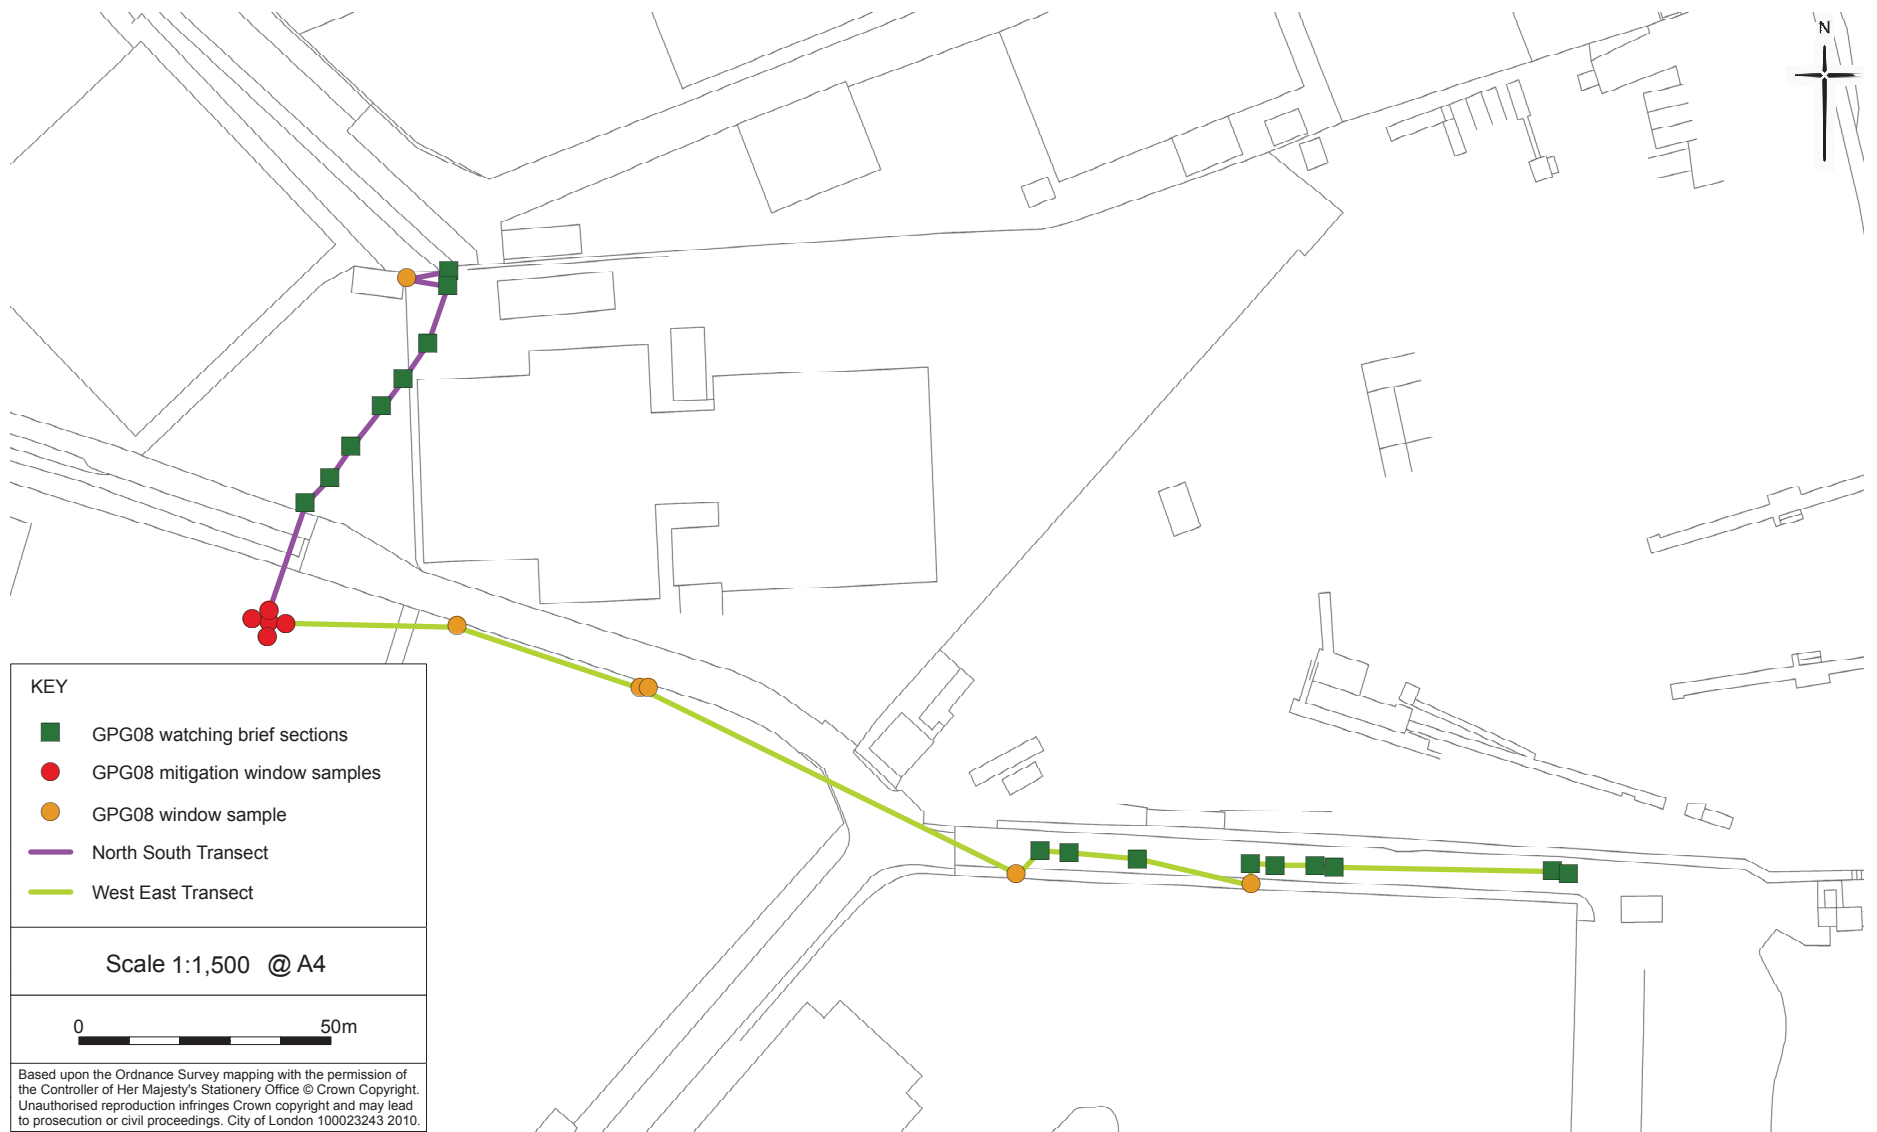 N
KEY
GPG08 watching brief sections
GPG08 mitigation window samples
GPG08 window sample
North South Transect
West East Transect
Scale 1:1,500 @ A4
0 50m
Based upon the Ordnance Survey mapping with the permission of
the Controller of Her Majesty's Stationery Office © Crown Copyright.
Unauthorised reproduction infringes Crown copyright and may lead
to prosecution or civil proceedings. City of London 100023243 2010.